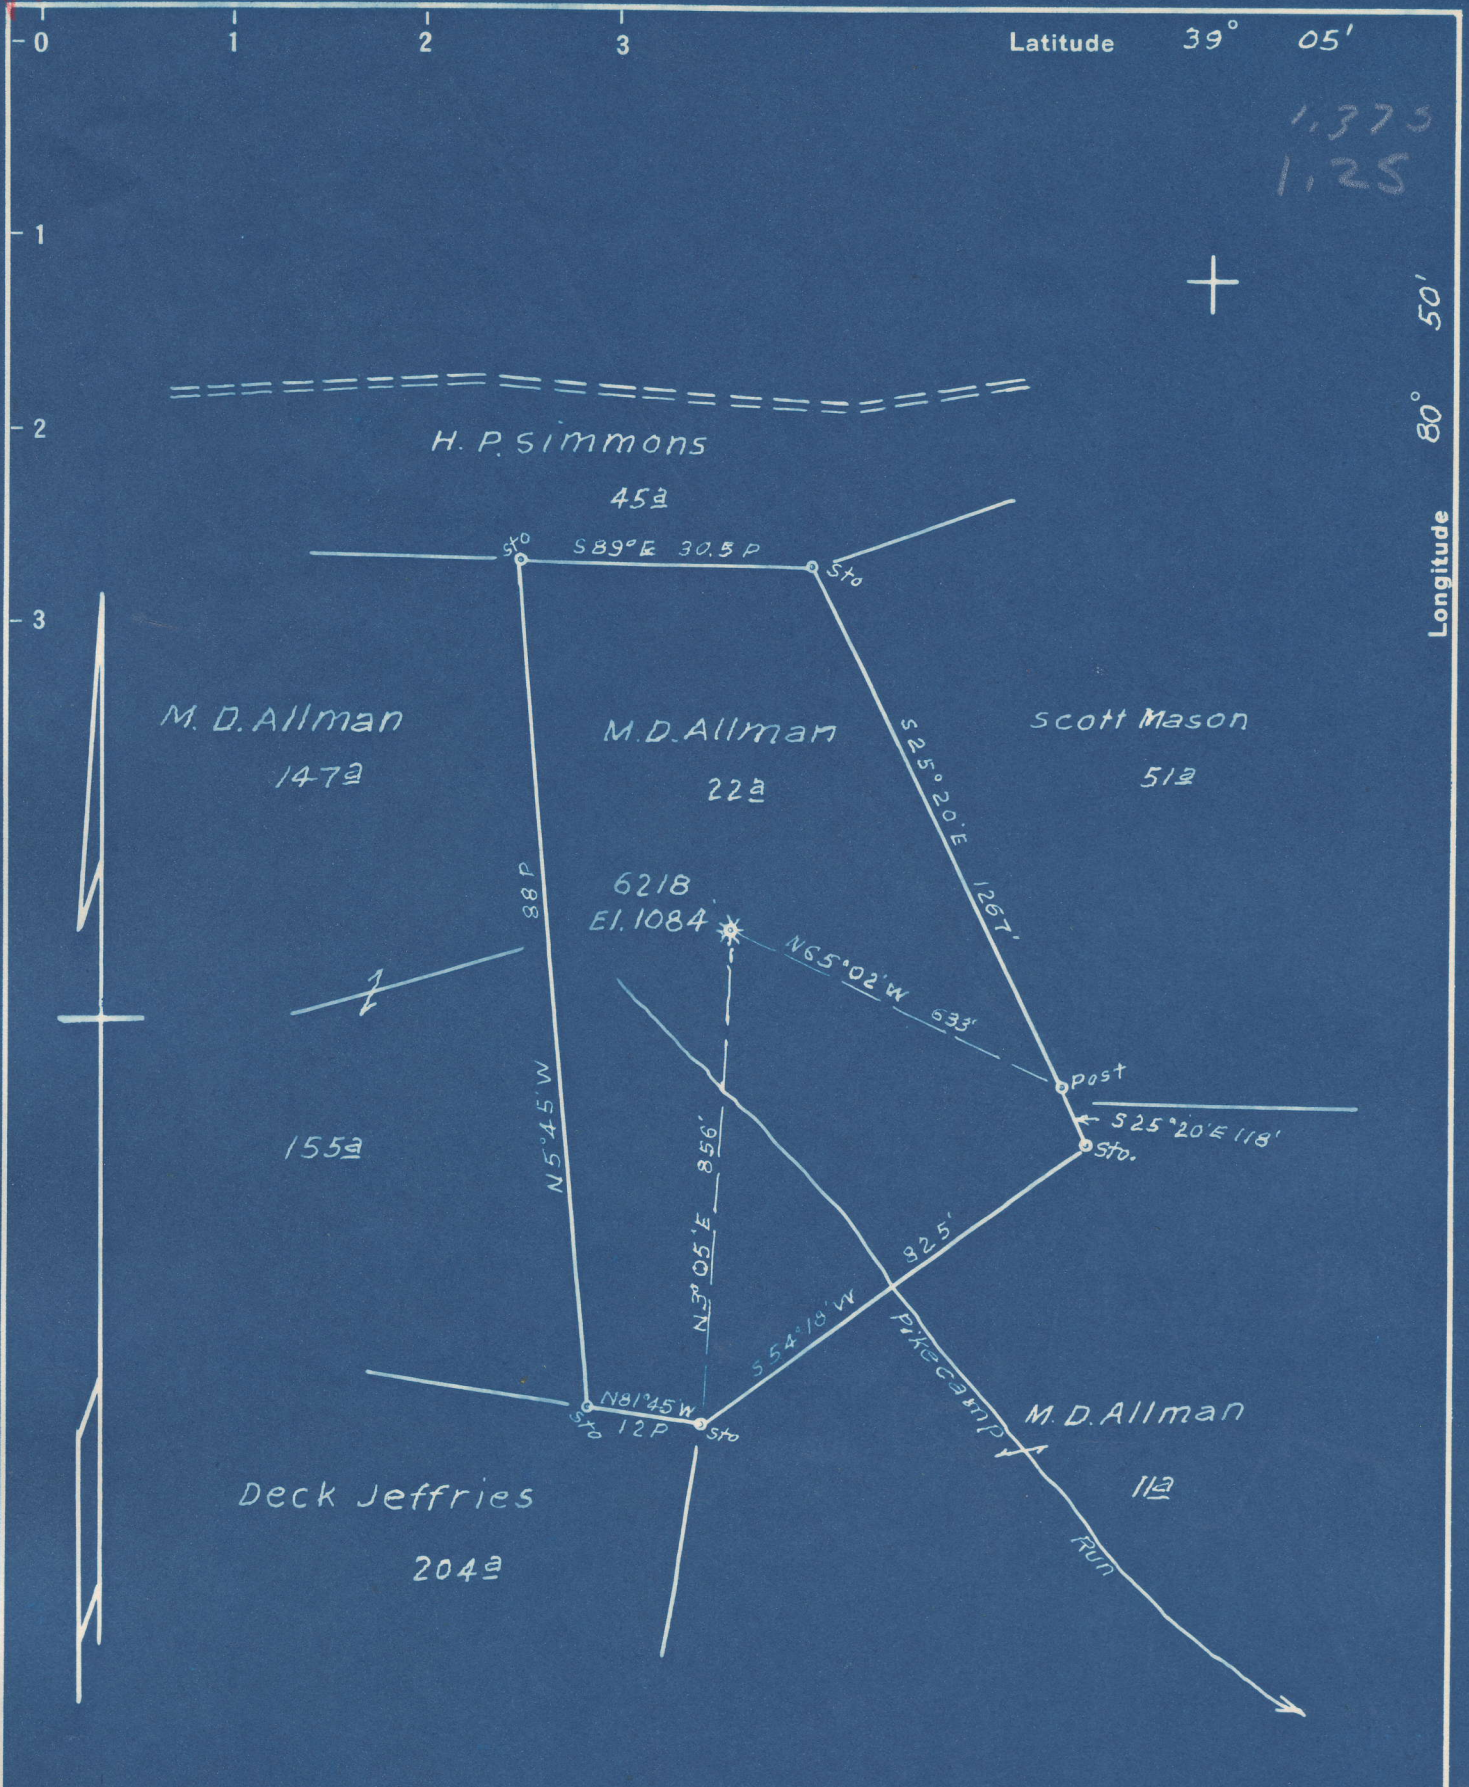 0 1 2 3 Latitude 39° 05'
1.375
1.25
1
50'
80°
Longitude
2
H. P. Simmons
45a
Sto S89°E 30.5 P Sto
3
M. D. Allman
147a
M.D. Allman
22a
Scott Mason
51a
S25°20'E 1267'
88 P
N5°45'W
6218
El. 1084
N65°02'W 633'
Post
S25°20'E 118'
Sto.
155a
N3°05'E 856'
S54°18'W 825'
Sto N81°45'W Sto
12P
Pikecamp Run
M. D. Allman
11a
Deck Jeffries
204a